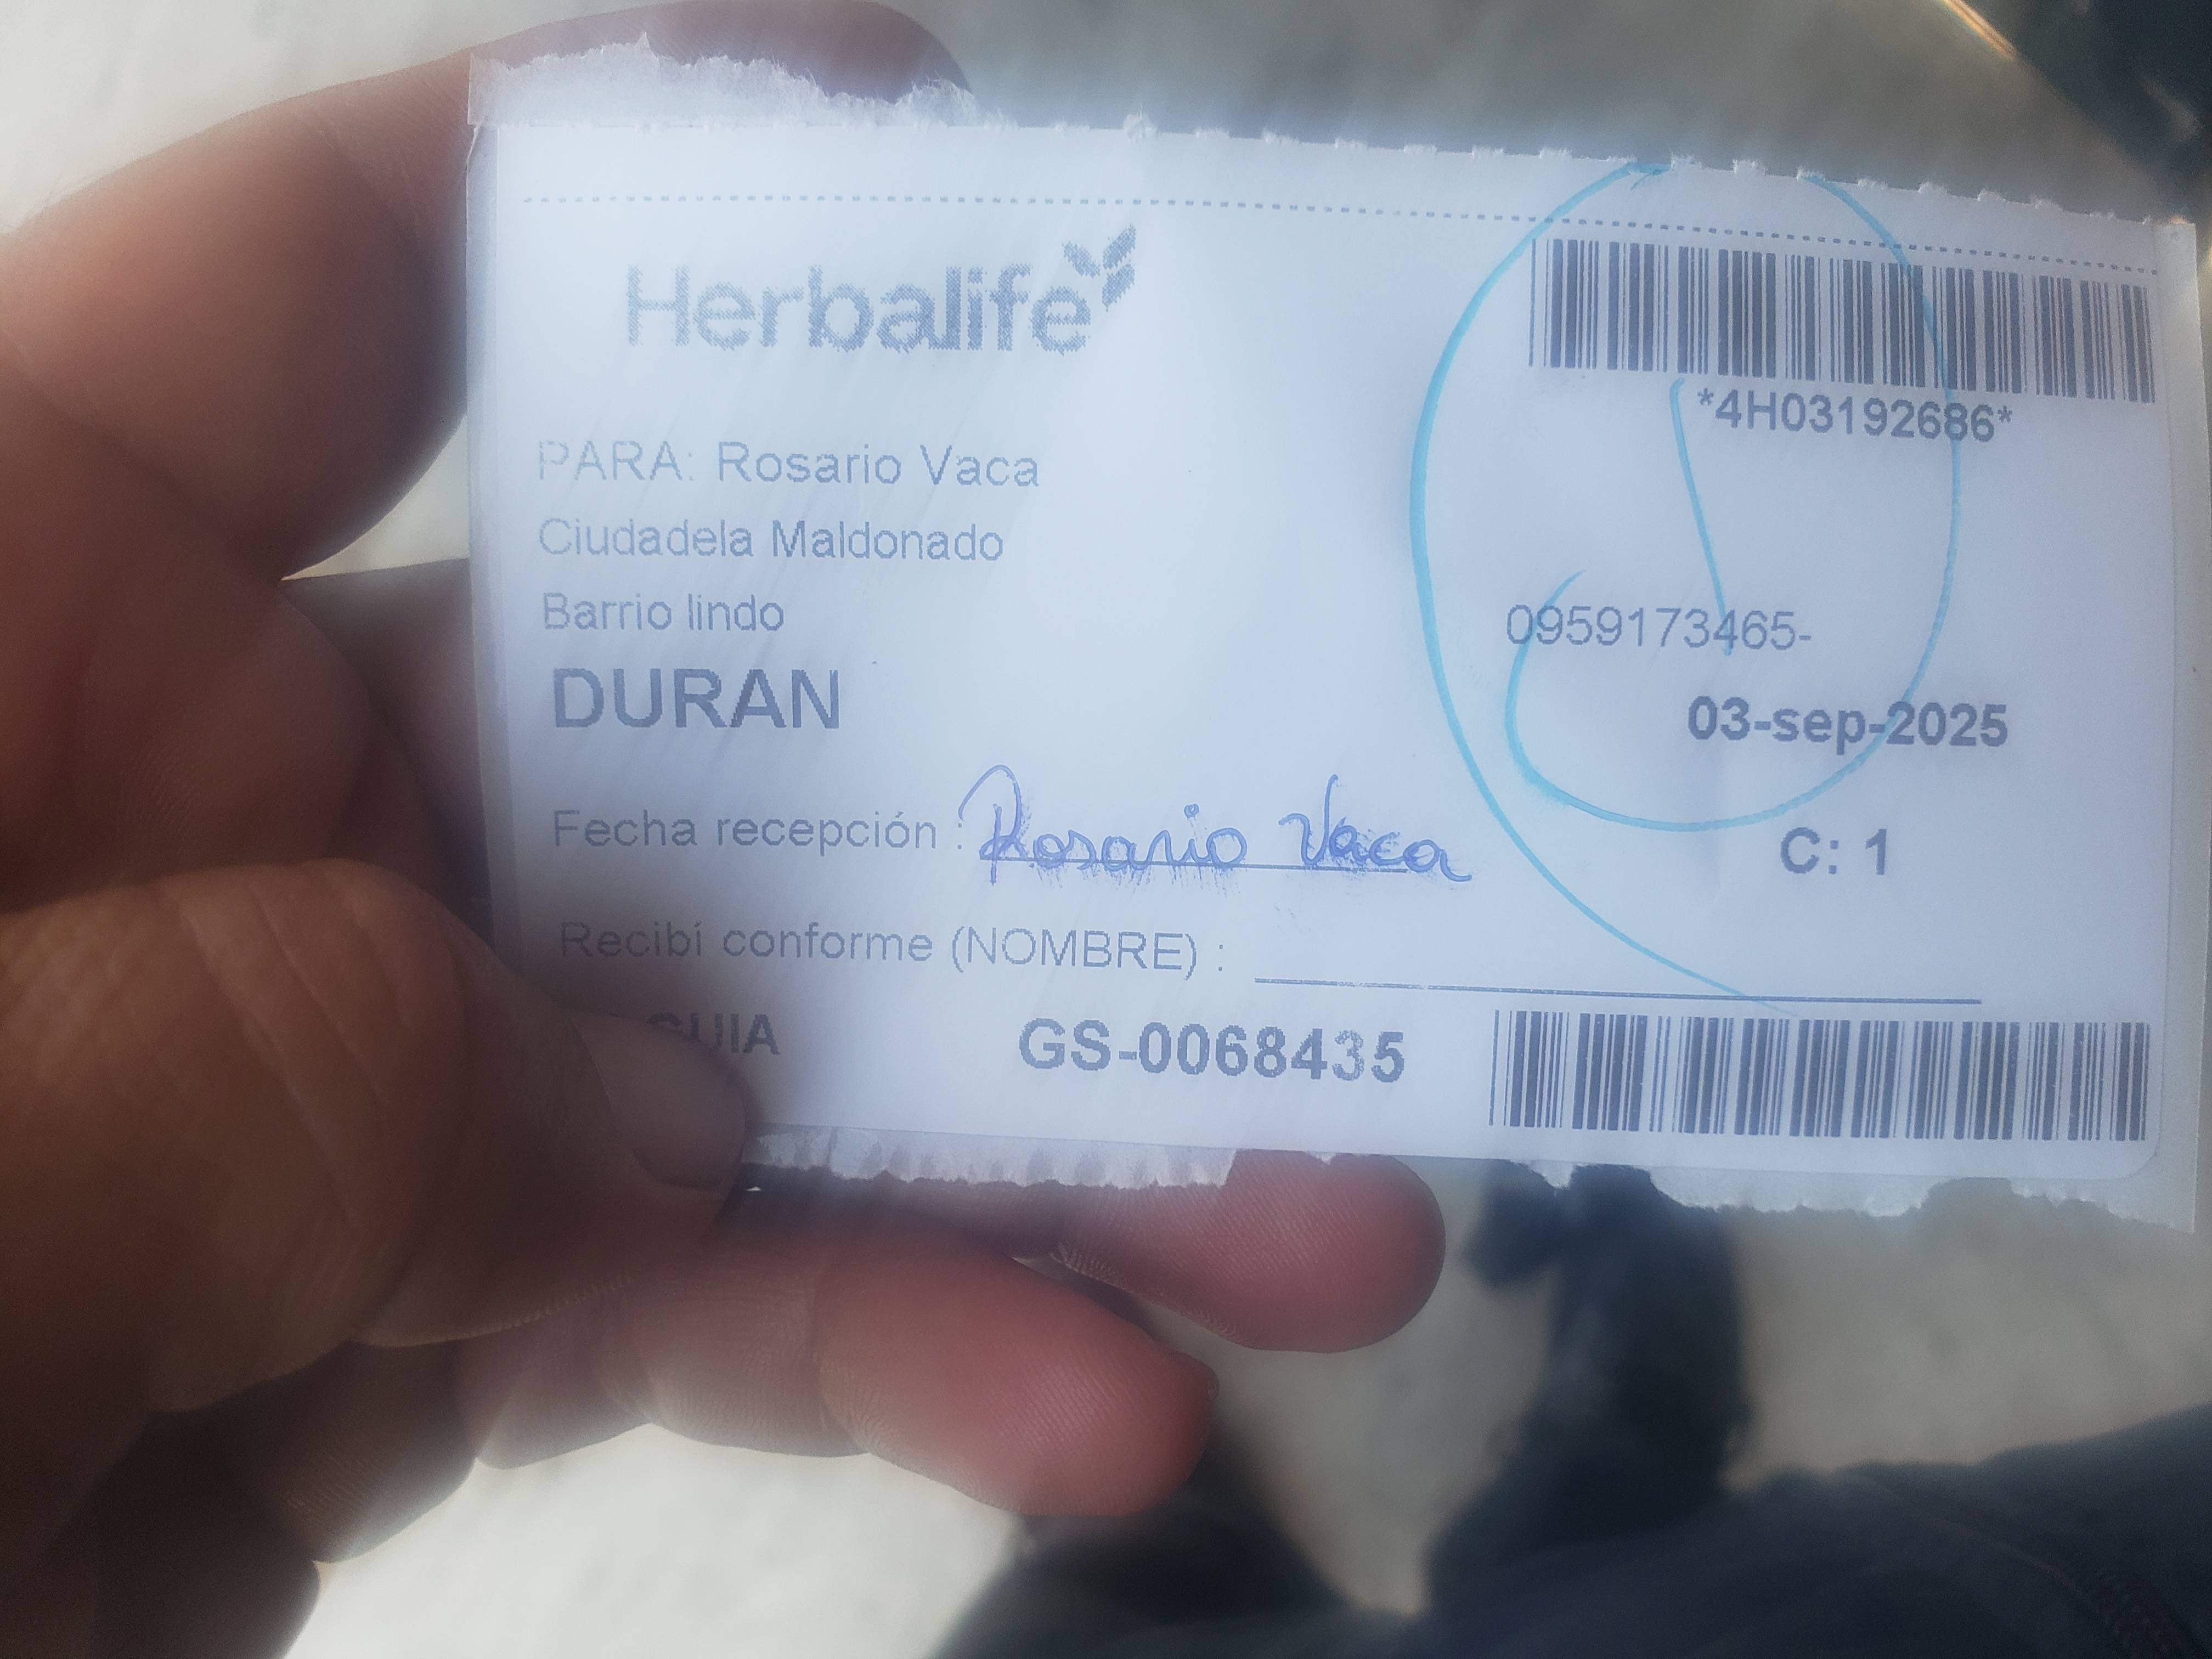 Herbalife
*4H03192686*
PARA: Rosario Vaca
Ciudadela Maldonado
Barrio lindo
0959173465-
DURAN
03-sep-2025
Fecha recepción : Rosario Vaca
C: 1
Recibí conforme (NOMBRE) :
GUIA GS-0068435